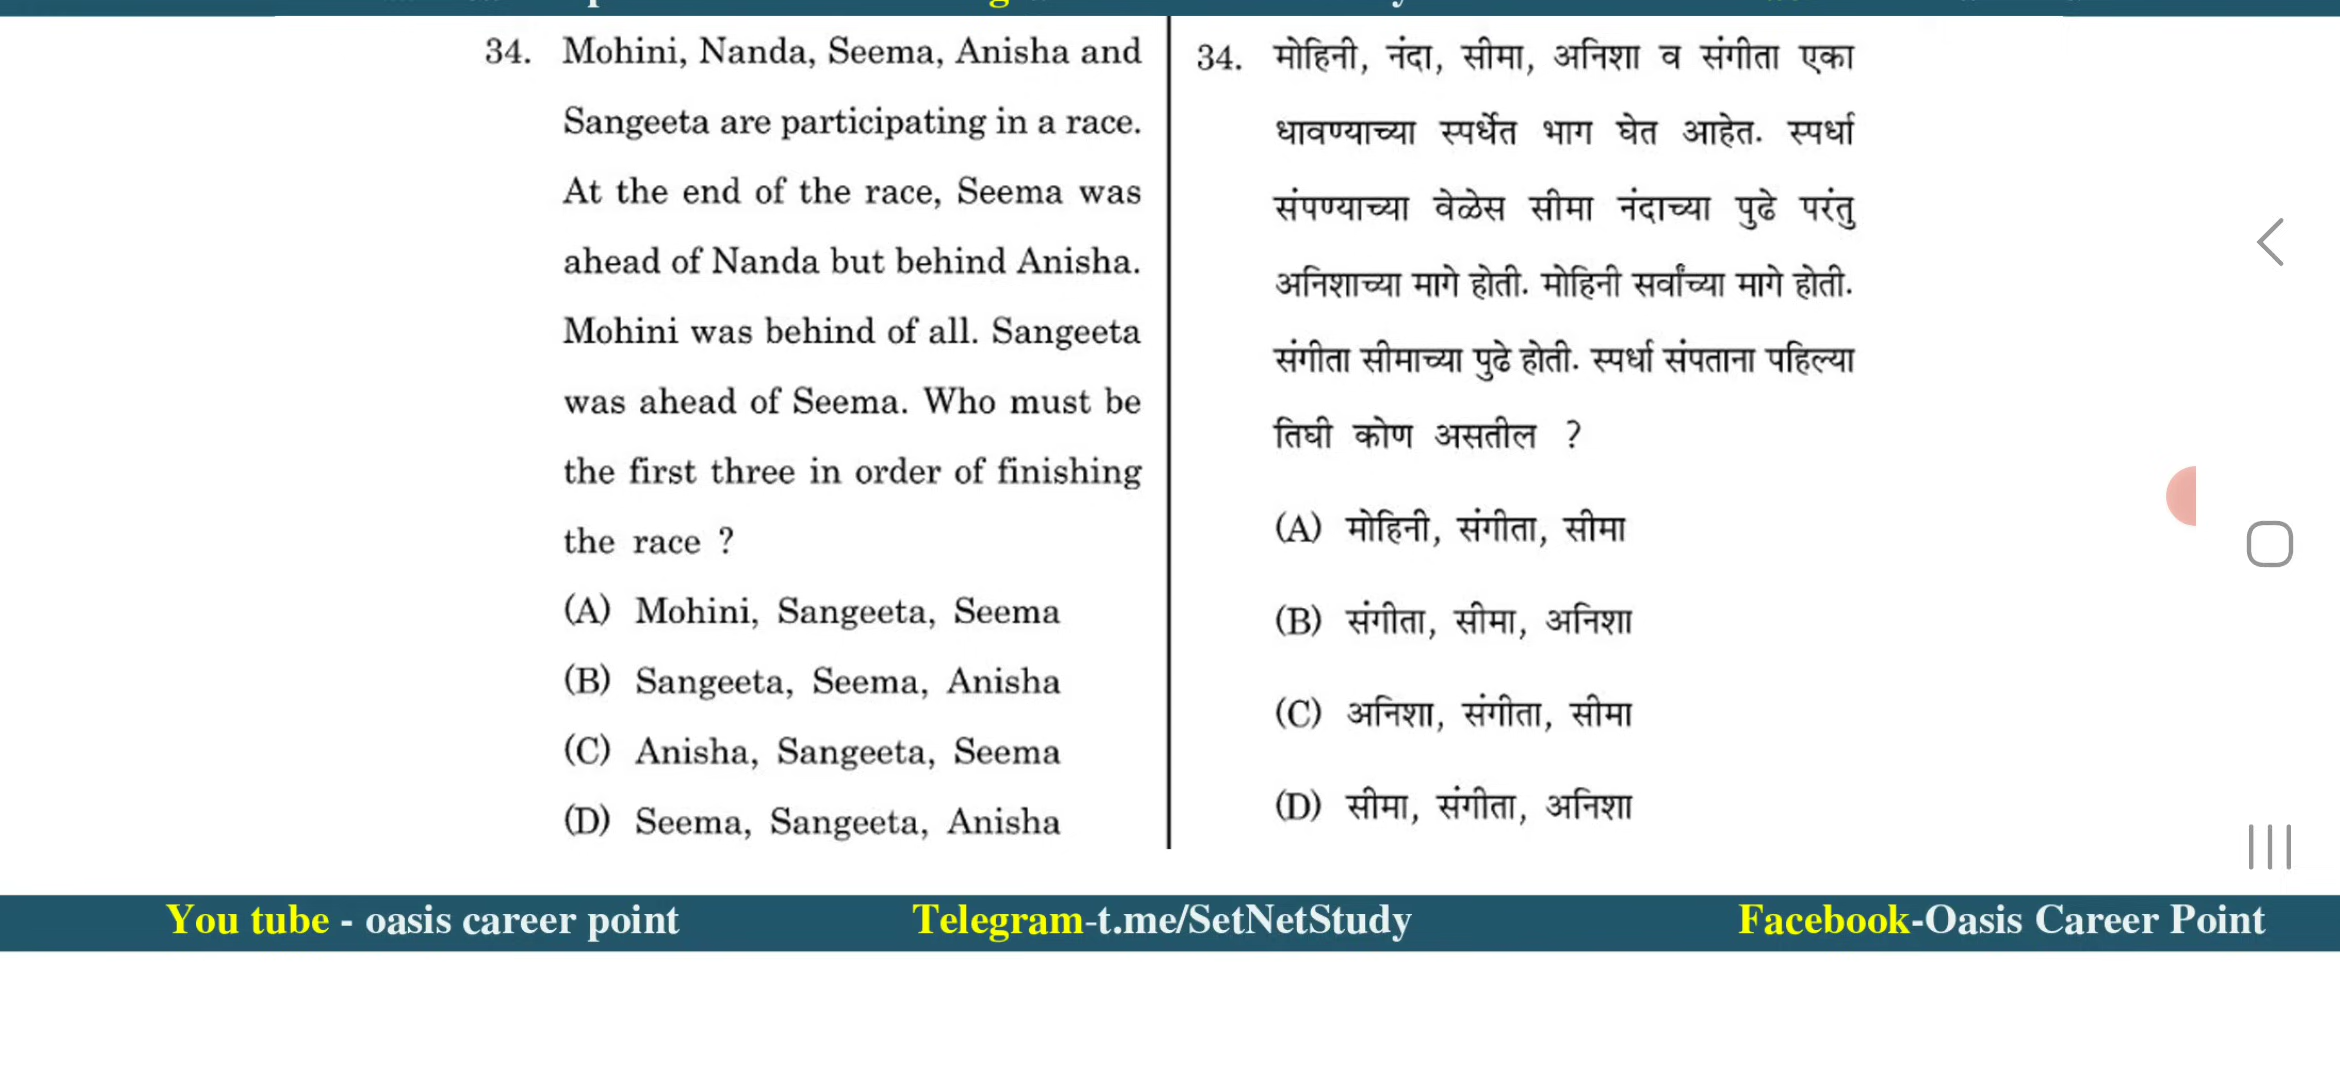 34. Mohini, Nanda, Seema, Anisha and
Sangeeta are participating in a race.
At the end of the race, Seema was
ahead of Nanda but behind Anisha.
Mohini was behind of all. Sangeeta
was ahead of Seema. Who must be
the first three in order of finishing
the race ?
(A) Mohini, Sangeeta, Seema
(B) Sangeeta, Seema, Anisha
(C) Anisha, Sangeeta, Seema
(D) Seema, Sangeeta, Anisha
34. मोहिनी, नंदा, सीमा, अनिशा व संगीता एका
धावण्याच्या स्पर्धेत भाग घेत आहेत. स्पर्धा
संपण्याच्या वेळेस सीमा नंदाच्या पुढे परंतु
अनिशाच्या मागे होती. मोहिनी सर्वांच्या मागे होती.
संगीता सीमाच्या पुढे होती. स्पर्धा संपताना पहिल्या
तिघी कोण असतील ?
(A) मोहिनी, संगीता, सीमा
(B) संगीता, सीमा, अनिशा
(C) अनिशा, संगीता, सीमा
(D) सीमा, संगीता, अनिशा
You tube - oasis career point Telegram-t.me/SetNetStudy Facebook-Oasis Career Point